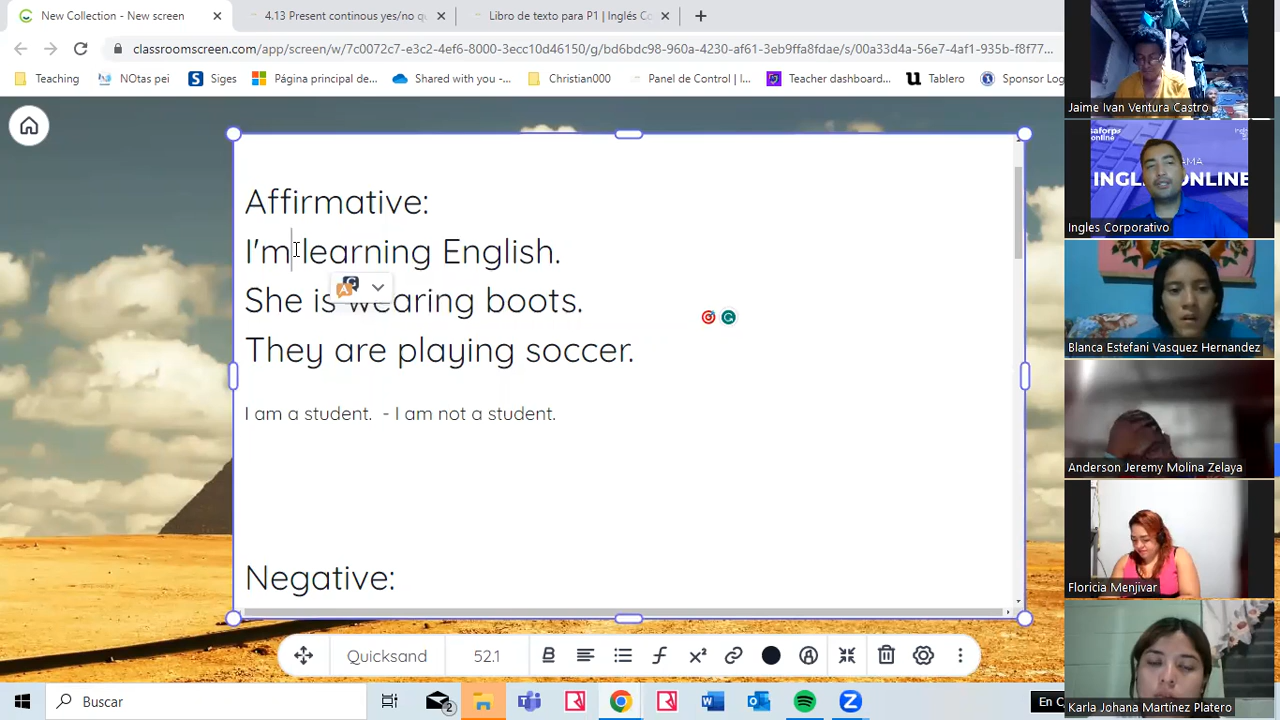 New Collection - New screen
4.13 Present continous yes/no q
Libro de texto para P1 | Inglés C
classroomscreen.com/app/screen/w/7c0072c7-e3c2-4ef6-8000-3ecc10d46150/g/bd6bdc98-960a-4230-af61-3eb9ffa8fdae/s/00a33d4a-56e7-4af1-935b-f8f77...
Teaching
NOtas pei
Siges
Página principal de...
Shared with you -...
Christian000
Panel de Control | I...
Teacher dashboard...
Tablero
Sponsor Log
Affirmative:
I'm learning English.
She is wearing boots.
They are playing soccer.
I am a student. - I am not a student.
Negative:
Quicksand
52.1
Buscar
2
En C
Jaime Ivan Ventura Castro
INGL ONLINE
Ingles Corporativo
Blanca Estefani Vasquez Hernandez
Anderson Jeremy Molina Zelaya
Floricia Menjivar
Karla Johana Martínez Platero